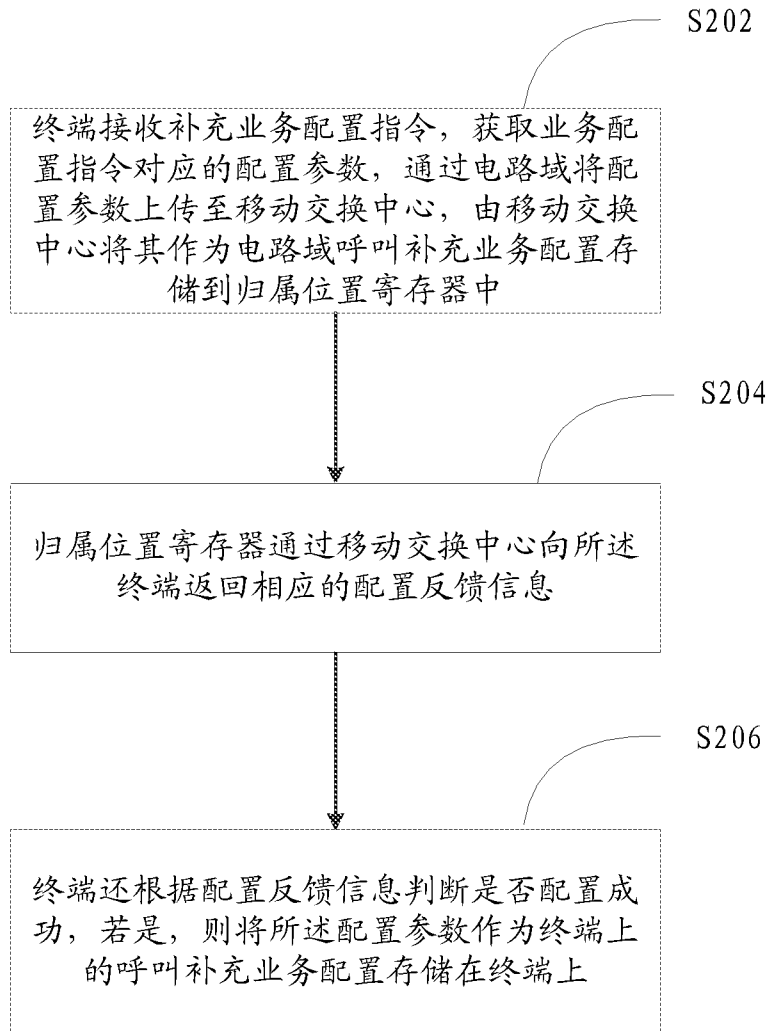 S202
终端接收补充业务配置指令，获取业务配
置指令对应的配置参数，通过电路域将配
置参数上传至移动交换中心，由移动交换
中心将其作为电路域呼叫补充业务配置存
储到归属位置寄存器中
S204
归属位置寄存器通过移动交换中心向所述
终端返回相应的配置反馈信息
S206
终端还根据配置反馈信息判断是否配置成
功，若是，则将所述配置参数作为终端上
的呼叫补充业务配置存储在终端上